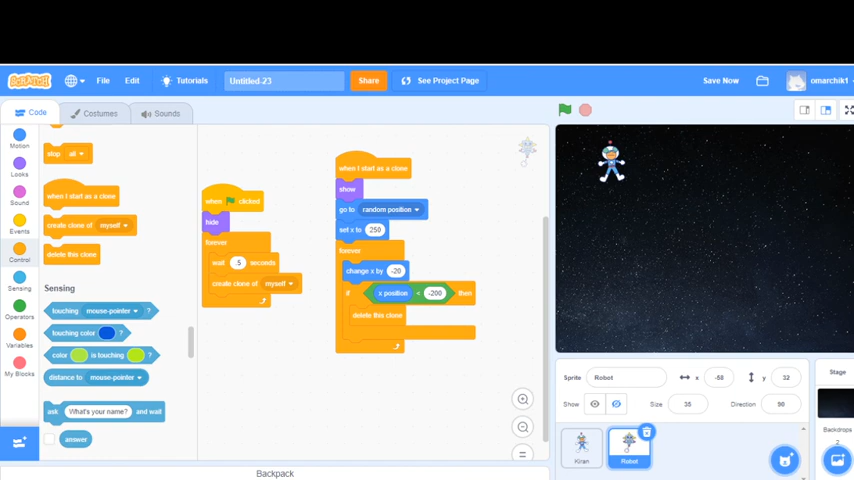 SCRATCH File Edit Tutorials Untitled-23 Share See Project Page Save Now omarchik1
Code Costumes Sounds
Motion
Looks
Sound
Events
Control
Sensing
Operators
Variables
My Blocks
stop all
when I start as a clone
create clone of myself
delete this clone
Sensing
touching mouse-pointer ?
touching color ?
color is touching ?
distance to mouse-pointer
ask What's your name? and wait
answer
when clicked
hide
forever
wait 5 seconds
create clone of myself
when I start as a clone
show
go to random position
set x to 250
forever
change x by -20
if x position < -200 then
delete this clone
Sprite Robot x -58 y 32
Show Size 35 Direction 90
Kiran Robot
Stage
Backdrops
2
Backpack